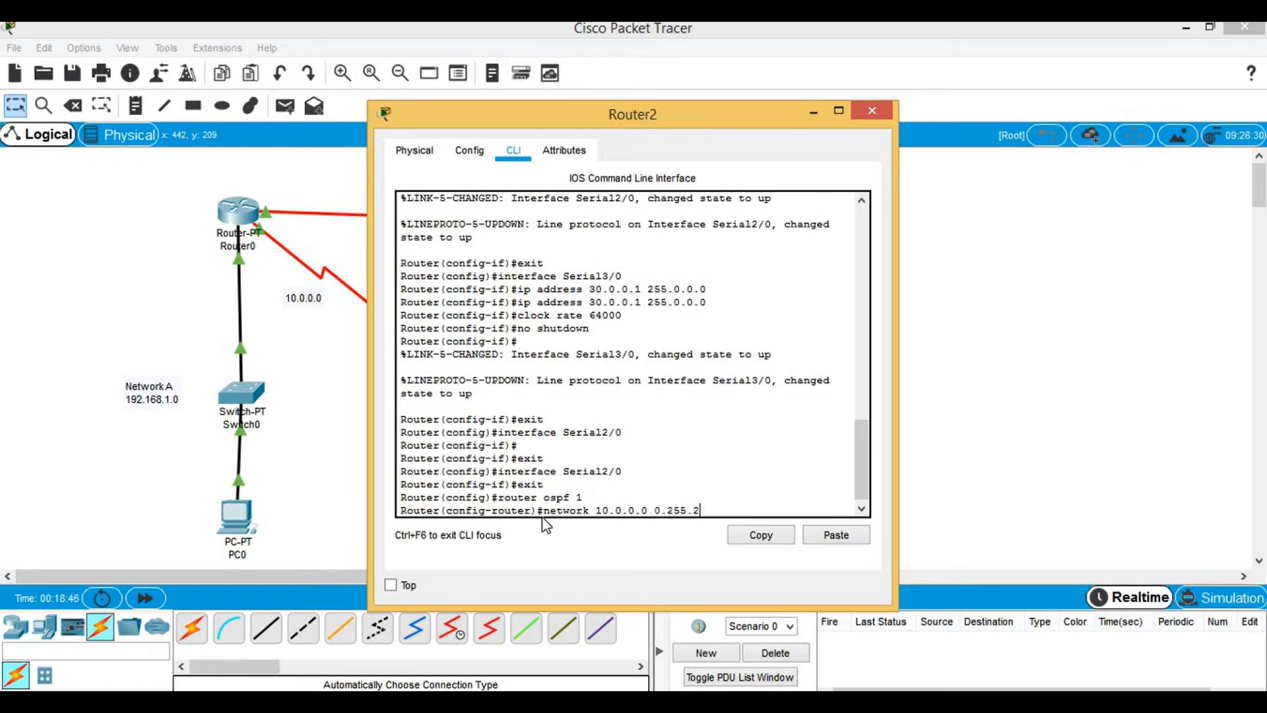 Cisco Packet Tracer
File Edit Options View Tools Extensions Help
Logical Physical x: 442, y: 209 [Root] 09:28:30
Router-PT
Router0
10.0.0.0
Network A
192.168.1.0
Switch-PT
Switch0
PC-PT
PC0
Router2
Physical Config CLI Attributes
IOS Command Line Interface
%LINK-5-CHANGED: Interface Serial2/0, changed state to up
%LINEPROTO-5-UPDOWN: Line protocol on Interface Serial2/0, changed
state to up
Router(config-if)#exit
Router(config)#interface Serial3/0
Router(config-if)#ip address 30.0.0.1 255.0.0.0
Router(config-if)#ip address 30.0.0.1 255.0.0.0
Router(config-if)#clock rate 64000
Router(config-if)#no shutdown
Router(config-if)#
%LINK-5-CHANGED: Interface Serial3/0, changed state to up
%LINEPROTO-5-UPDOWN: Line protocol on Interface Serial3/0, changed
state to up
Router(config-if)#exit
Router(config)#interface Serial2/0
Router(config-if)#
Router(config-if)#exit
Router(config)#interface Serial2/0
Router(config-if)#exit
Router(config)#router ospf 1
Router(config-router)#network 10.0.0.0 0.255.2
Ctrl+F6 to exit CLI focus
Copy Paste
Top
Time: 00:18:46
Realtime Simulation
Scenario 0
New Delete
Toggle PDU List Window
Fire Last Status Source Destination Type Color Time(sec) Periodic Num Edit
Automatically Choose Connection Type